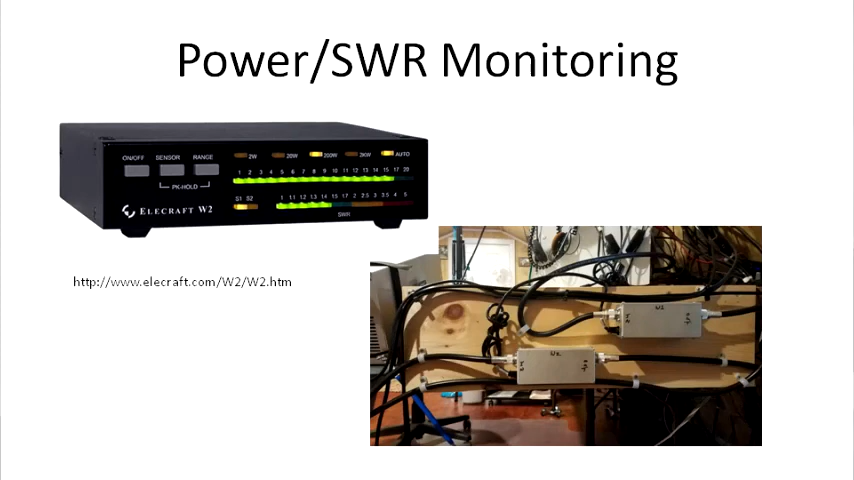 Power/SWR Monitoring
2W 20W 200W 2KW AUTO
ON/OFF SENSOR RANGE
1 2 3 4 5 6 7 8 9 10 11 12 13 14 15 17 20
PK-HOLD
S1 S2
1 1.1 1.2 1.3 1.4 1.5 1.7 2 2.5 3 3.5 4 5
ELECRAFT W2
SWR
http://www.elecraft.com/W2/W2.htm
W2
W2